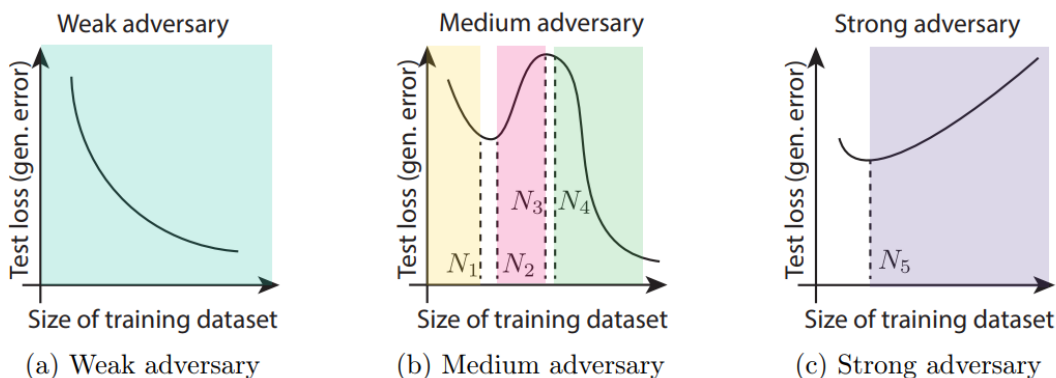 Weak adversary
Test loss (gen. error)
Size of training dataset
(a) Weak adversary
Medium adversary
Test loss (gen. error)
N1
N2
N3
N4
Size of training dataset
(b) Medium adversary
Strong adversary
Test loss (gen. error)
N5
Size of training dataset
(c) Strong adversary